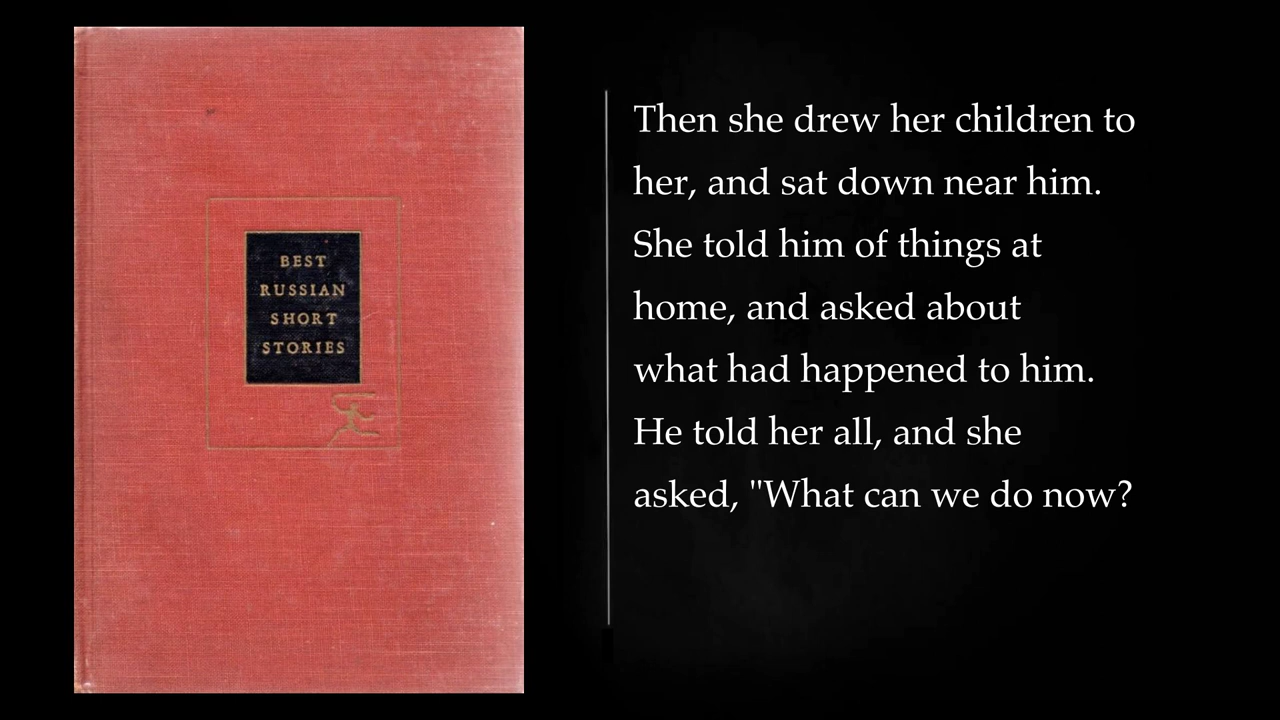 BEST
RUSSIAN
SHORT
STORIES
Then she drew her children to
her, and sat down near him.
She told him of things at
home, and asked about
what had happened to him.
He told her all, and she
asked, "What can we do now?